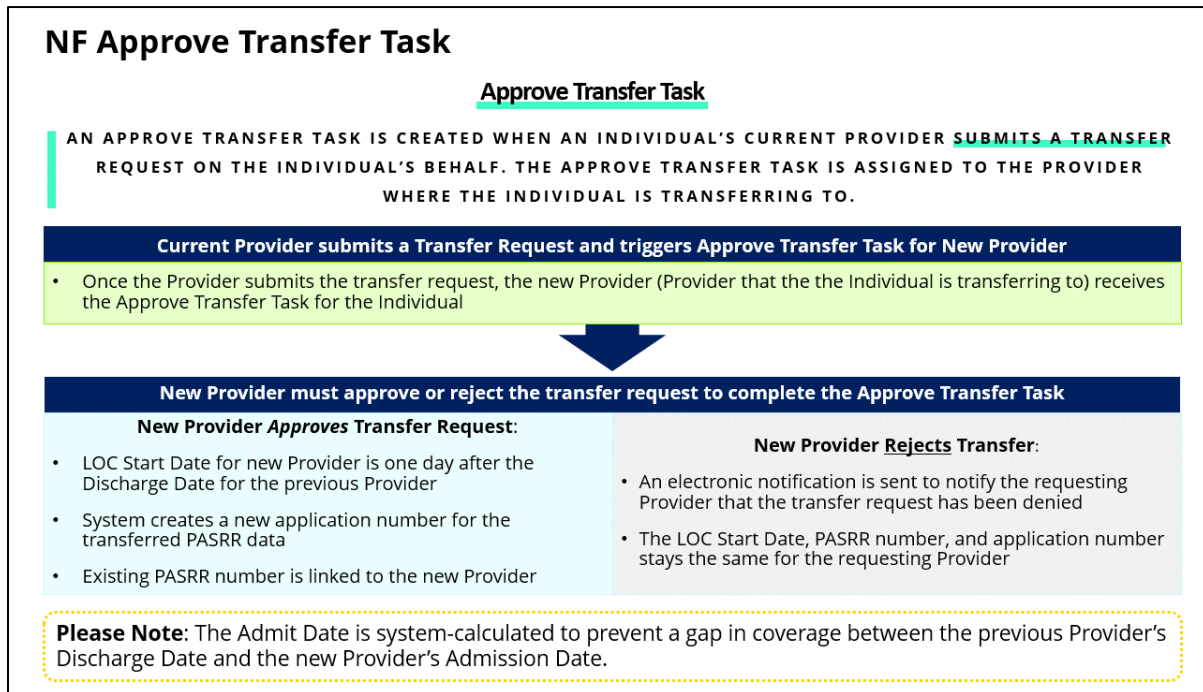 NF Approve Transfer Task
Approve Transfer Task
AN APPROVE TRANSFER TASK IS CREATED WHEN AN INDIVIDUAL’S CURRENT PROVIDER SUBMITS A TRANSFER
REQUEST ON THE INDIVIDUAL’S BEHALF. THE APPROVE TRANSFER TASK IS ASSIGNED TO THE PROVIDER
WHERE THE INDIVIDUAL IS TRANSFERRING TO.
Current Provider submits a Transfer Request and triggers Approve Transfer Task for New Provider
• Once the Provider submits the transfer request, the new Provider (Provider that the the Individual is transferring to) receives
the Approve Transfer Task for the Individual
New Provider must approve or reject the transfer request to complete the Approve Transfer Task
New Provider Approves Transfer Request:
• LOC Start Date for new Provider is one day after the
Discharge Date for the previous Provider
• System creates a new application number for the
transferred PASRR data
• Existing PASRR number is linked to the new Provider
New Provider Rejects Transfer:
• An electronic notification is sent to notify the requesting
Provider that the transfer request has been denied
• The LOC Start Date, PASRR number, and application number
stays the same for the requesting Provider
Please Note: The Admit Date is system-calculated to prevent a gap in coverage between the previous Provider’s
Discharge Date and the new Provider’s Admission Date.